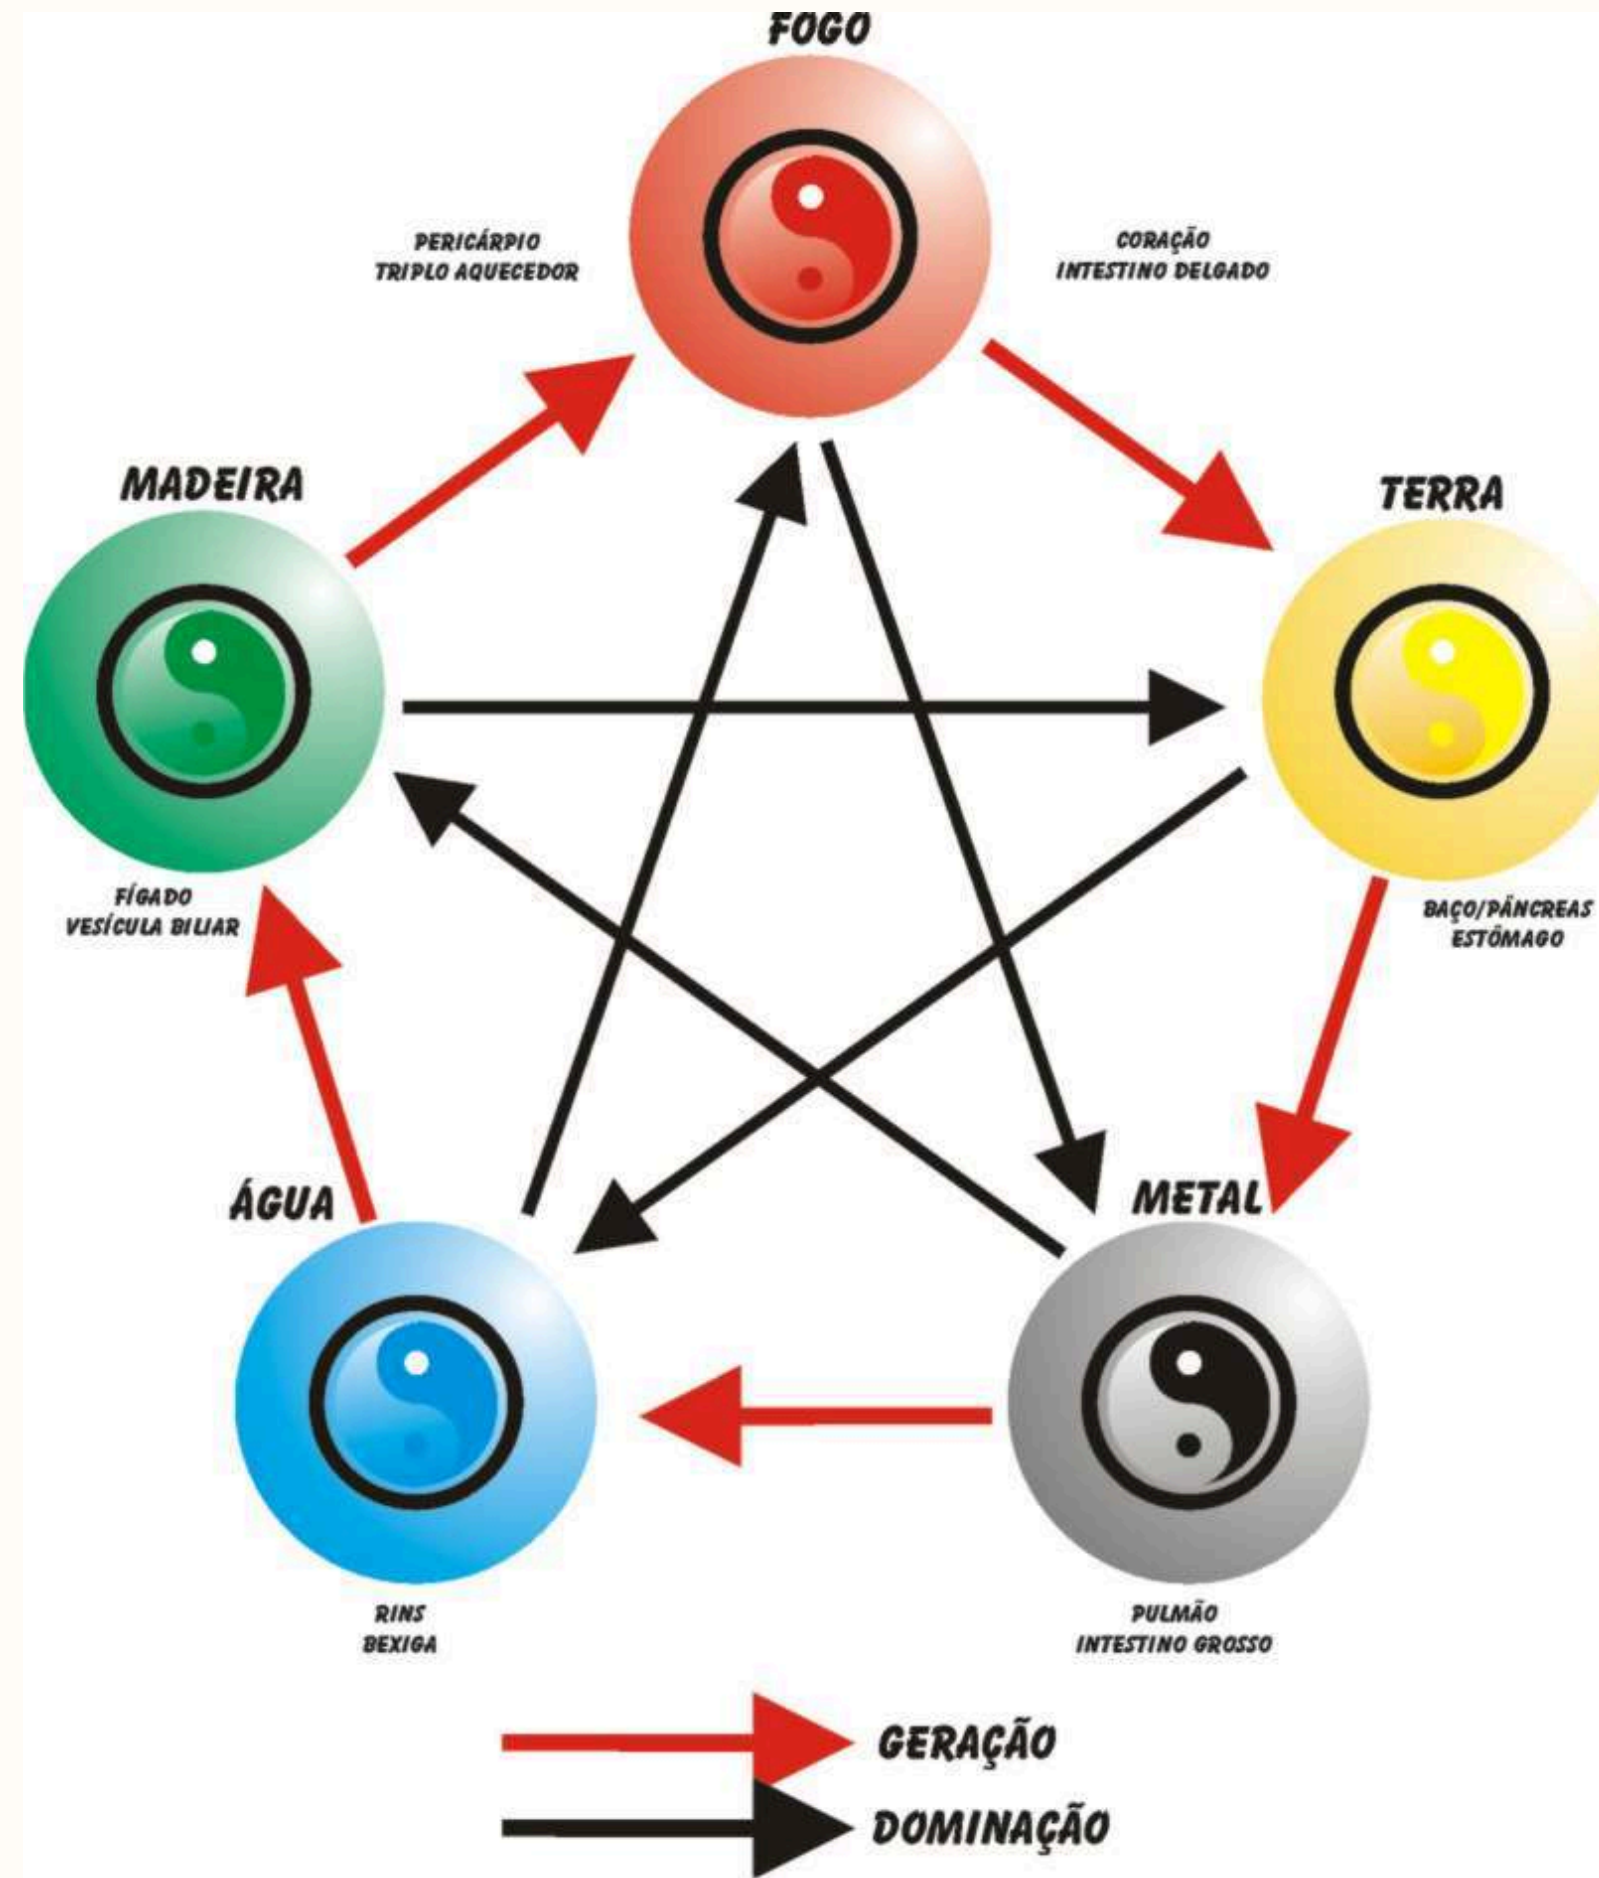 FOGO
PERICÁRPIO
TRIPLO AQUECEDOR
CORAÇÃO
INTESTINO DELGADO
MADEIRA
TERRA
FÍGADO
VESÍCULA BILIAR
BAÇO/PÂNCREAS
ESTÔMAGO
ÁGUA
METAL
RINS
BEXIGA
PULMÃO
INTESTINO GROSSO
GERAÇÃO
DOMINAÇÃO